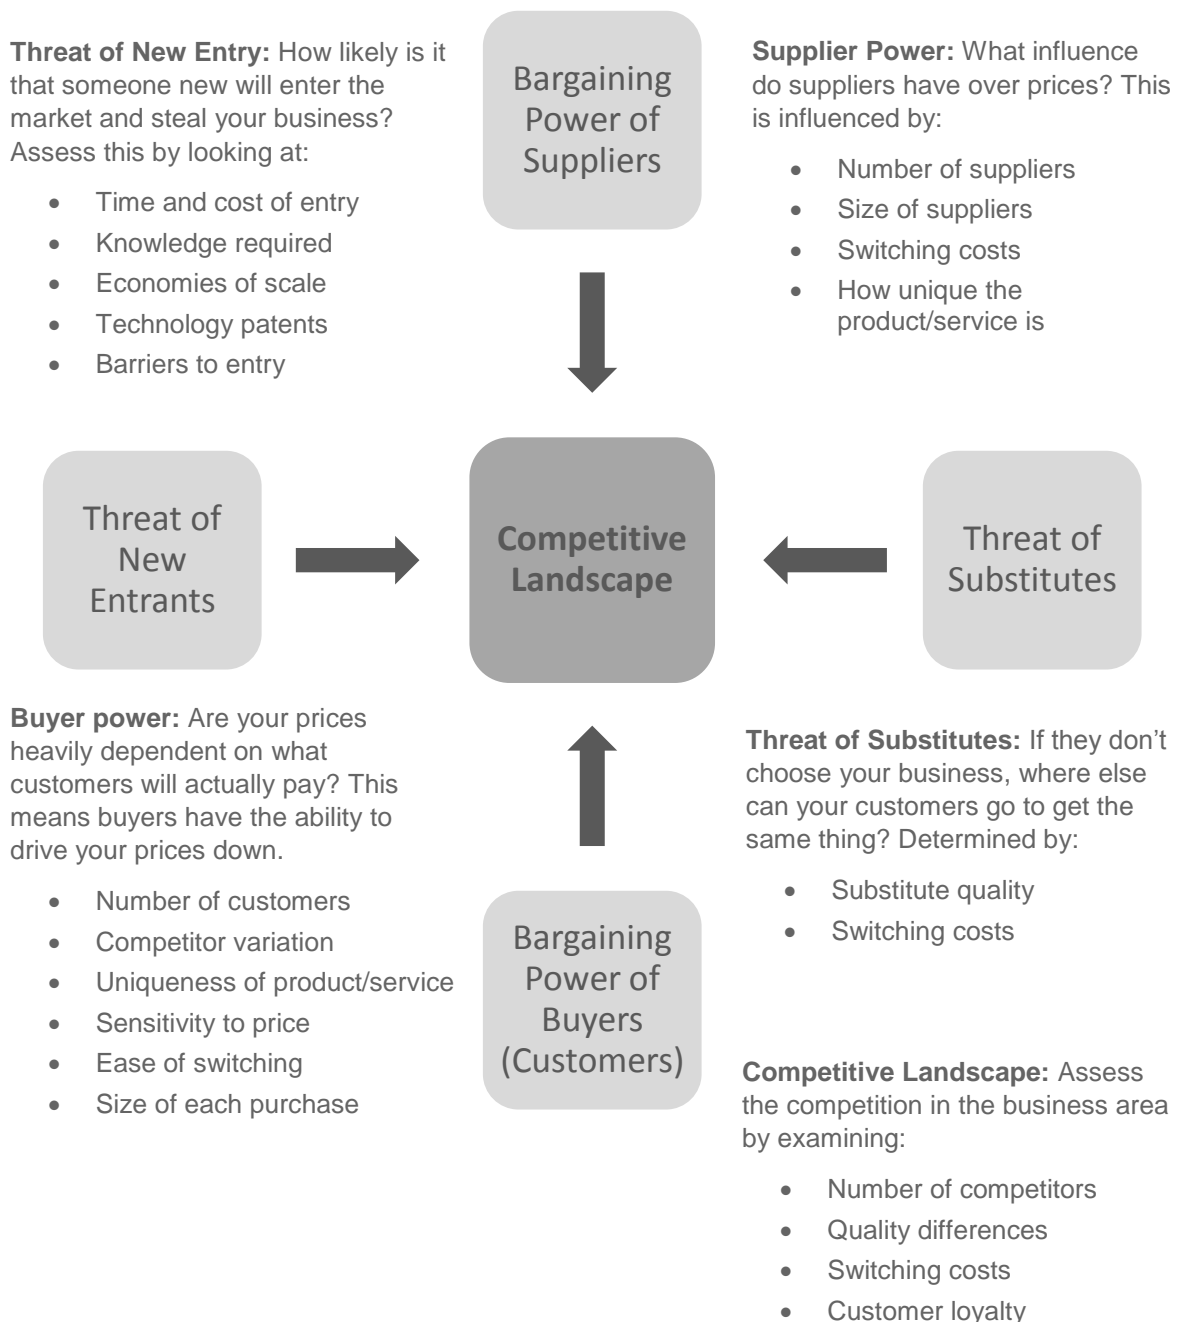 Threat of New Entry: How likely is it
that someone new will enter the
market and steal your business?
Assess this by looking at:
• Time and cost of entry
• Knowledge required
• Economies of scale
• Technology patents
• Barriers to entry
Bargaining
Power of
Suppliers
Supplier Power: What influence
do suppliers have over prices? This
is influenced by:
• Number of suppliers
• Size of suppliers
• Switching costs
• How unique the
product/service is
Threat of
New
Entrants
Competitive
Landscape
Threat of
Substitutes
Buyer power: Are your prices
heavily dependent on what
customers will actually pay? This
means buyers have the ability to
drive your prices down.
• Number of customers
• Competitor variation
• Uniqueness of product/service
• Sensitivity to price
• Ease of switching
• Size of each purchase
Bargaining
Power of
Buyers
(Customers)
Threat of Substitutes: If they don’t
choose your business, where else
can your customers go to get the
same thing? Determined by:
• Substitute quality
• Switching costs
Competitive Landscape: Assess
the competition in the business area
by examining:
• Number of competitors
• Quality differences
• Switching costs
• Customer loyalty